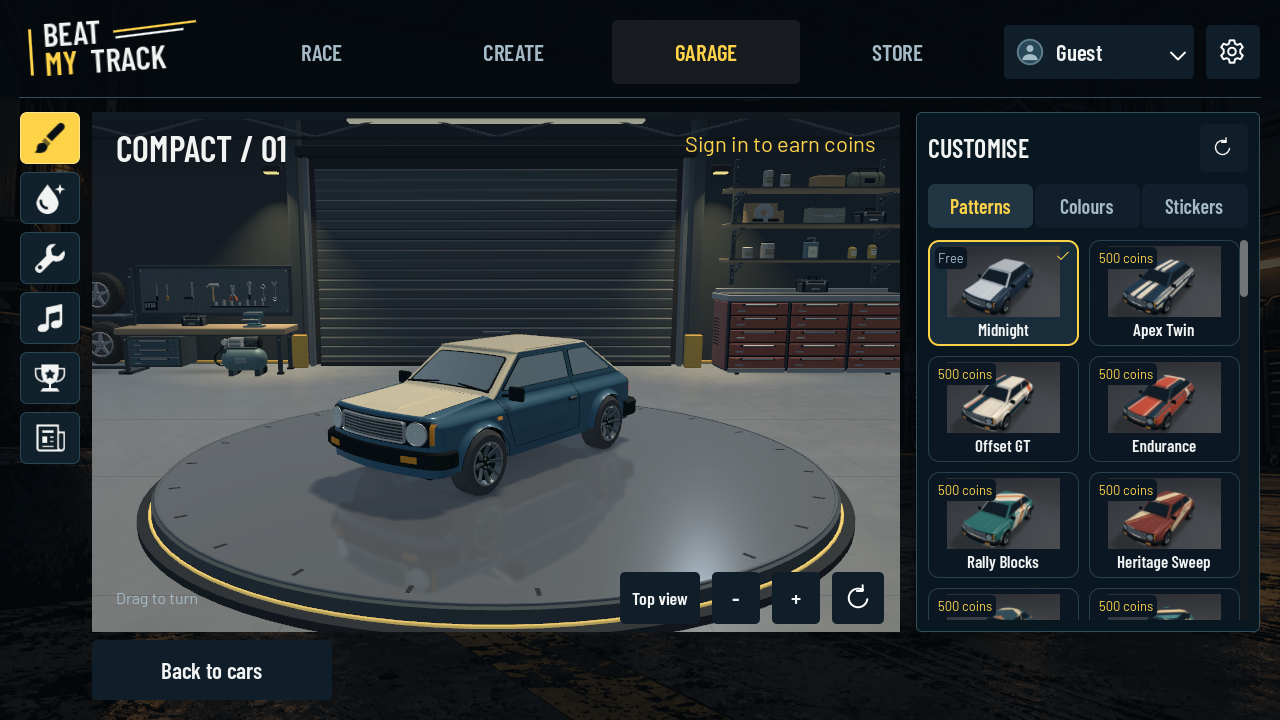 BEAT
MY TRACK
RACE
CREATE
GARAGE
STORE
Guest
COMPACT / 01
Sign in to earn coins
Drag to turn
Top view
-
+
Back to cars
CUSTOMISE
Patterns
Colours
Stickers
Free
Midnight
500 coins
Apex Twin
500 coins
Offset GT
500 coins
Endurance
500 coins
Rally Blocks
500 coins
Heritage Sweep
500 coins
500 coins